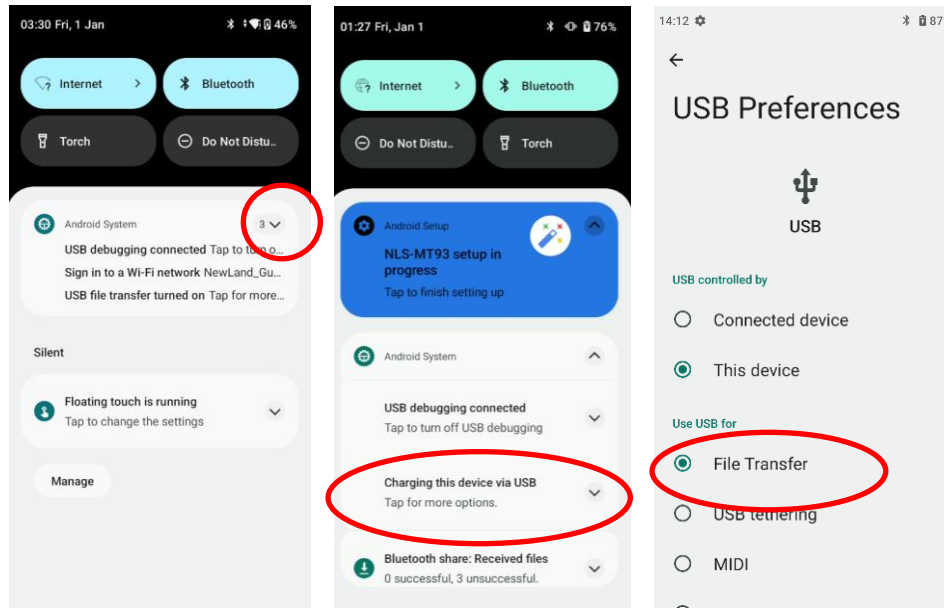 03:30 Fri, 1 Jan
46%
Internet
Bluetooth
Torch
Do Not Distu..
Android System
3
USB debugging connected Tap to turn o...
Sign in to a Wi-Fi network NewLand_Gu...
USB file transfer turned on Tap for more...
Silent
Floating touch is running
Tap to change the settings
Manage
01:27 Fri, Jan 1
76%
Internet
Bluetooth
Do Not Distu..
Torch
Android Setup
NLS-MT93 setup in
progress
Tap to finish setting up
Android System
USB debugging connected
Tap to turn off USB debugging
Charging this device via USB
Tap for more options.
Bluetooth share: Received files
0 successful, 3 unsuccessful.
14:12
87
USB Preferences
USB
USB controlled by
Connected device
This device
Use USB for
File Transfer
USB tethering
MIDI